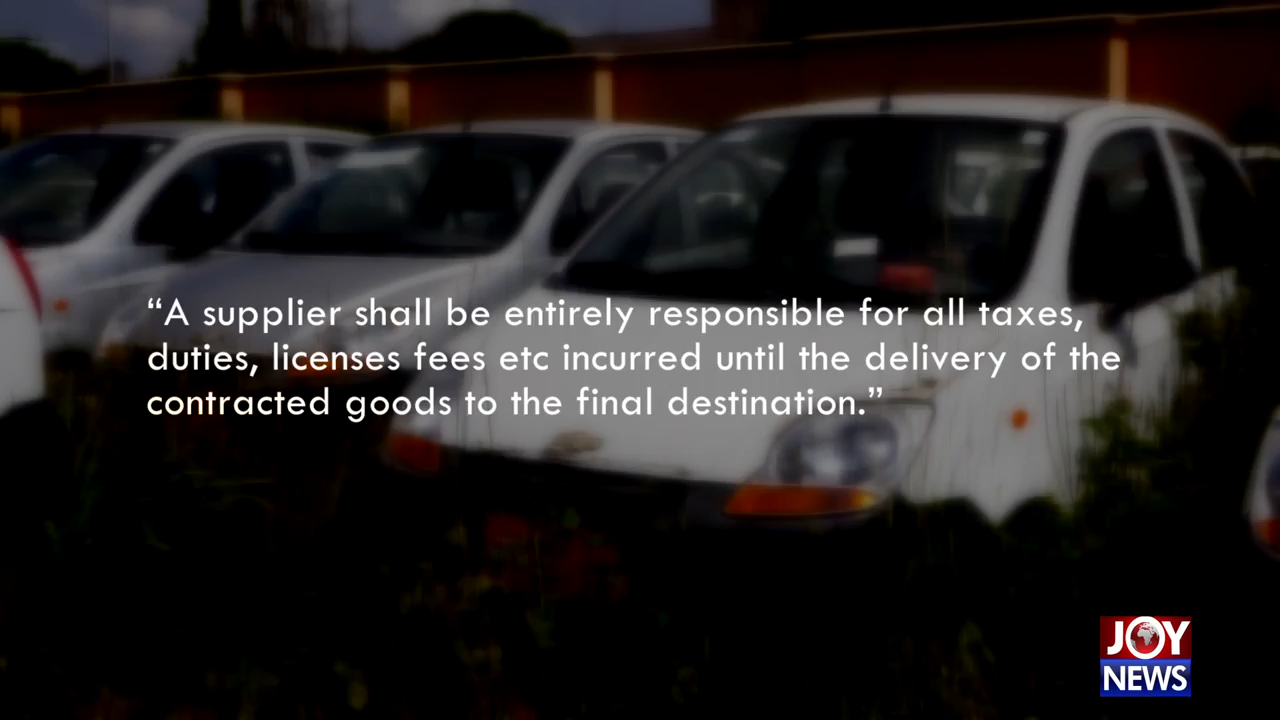 “A supplier shall be entirely responsible for all taxes,
duties, licenses fees etc incurred until the delivery of the
contracted goods to the final destination.”
JOY
NEWS